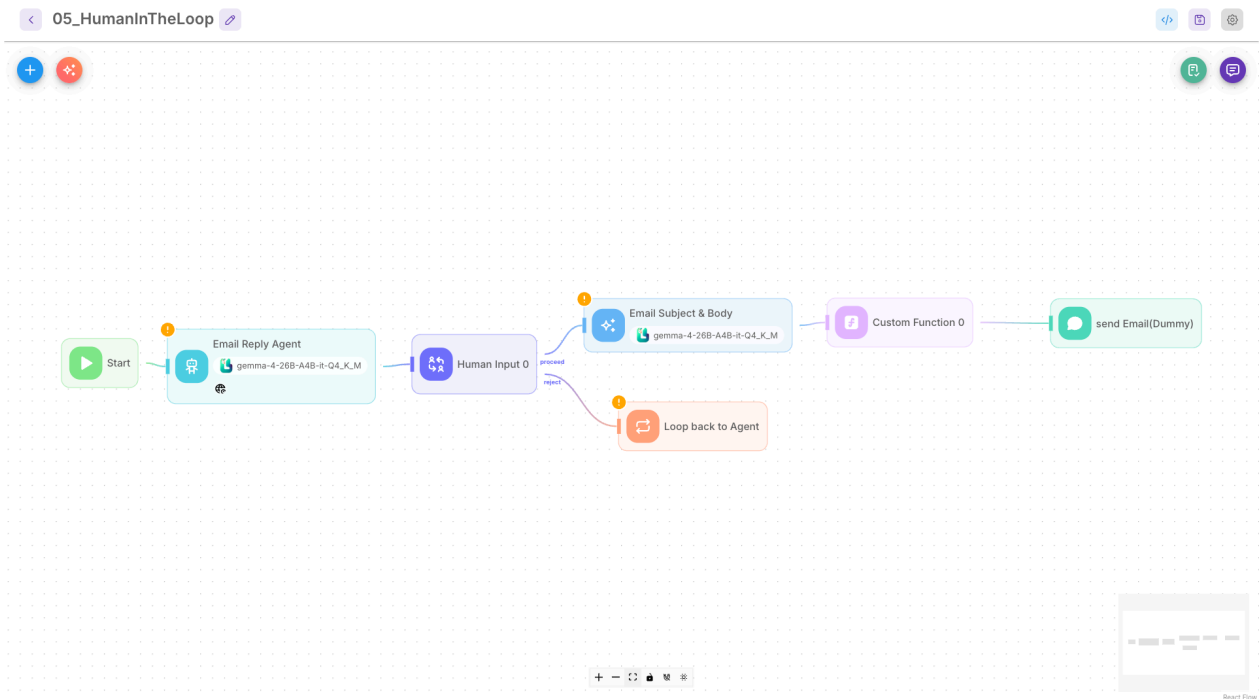 05_HumanInTheLoop
Start
Email Reply Agent
gemma-4-26B-A4B-it-Q4_K_M
Human Input 0
proceed
reject
Email Subject & Body
gemma-4-26B-A4B-it-Q4_K_M
Loop back to Agent
Custom Function 0
send Email(Dummy)
React Flow